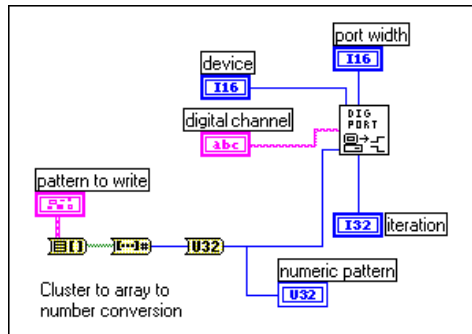 port width
I16
device
I16
DIG
PORT
digital channel
abc
pattern to write
[]
[...]#
U32
I32 iteration
numeric pattern
U32
Cluster to array to
number conversion